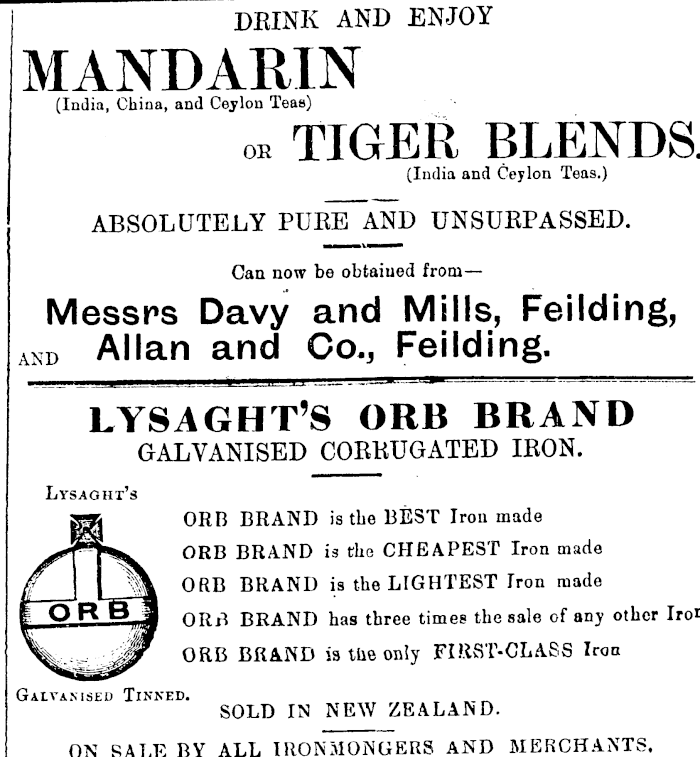 DRINK AND ENJOY
MANDARIN
(India, China, and Ceylon Teas)
OR TIGER BLENDS.
(India and Ceylon Teas.)
ABSOLUTELY PURE AND UNSURPASSED.
Can now be obtained from—
Messrs Davy and Mills, Feilding,
AND Allan and Co., Feilding.
LYSAGHT'S ORB BRAND
GALVANISED CORRUGATED IRON.
LYSAGHT'S
ORB
GALVANISED TINNED.
ORB BRAND is the BEST Iron made
ORB BRAND is the CHEAPEST Iron made
ORB BRAND is the LIGHTEST Iron made
ORB BRAND has three times the sale of any other Iron
ORB BRAND is the only FIRST-CLASS Iron
SOLD IN NEW ZEALAND.
ON SALE BY ALL IRONMONGERS AND MERCHANTS.